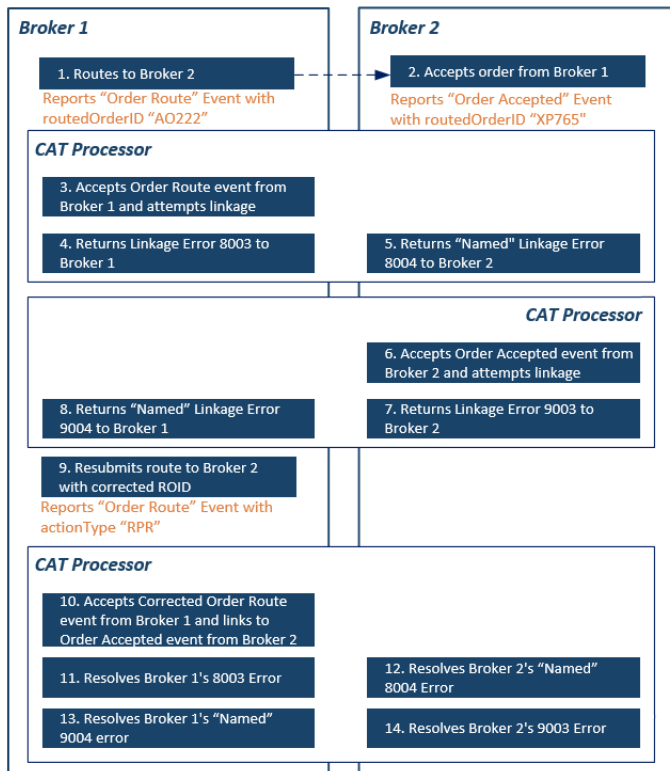 Broker 1
Broker 2
1. Routes to Broker 2
2. Accepts order from Broker 1
Reports “Order Route” Event with
routedOrderID “AO222”
Reports “Order Accepted” Event
with routedOrderID “XP765"
CAT Processor
3. Accepts Order Route event from
Broker 1 and attempts linkage
4. Returns Linkage Error 8003 to
Broker 1
5. Returns “Named" Linkage Error
8004 to Broker 2
CAT Processor
6. Accepts Order Accepted event from
Broker 2 and attempts linkage
8. Returns “Named” Linkage Error
9004 to Broker 1
7. Returns Linkage Error 9003 to
Broker 2
9. Resubmits route to Broker 2
with corrected ROID
Reports “Order Route” Event with
actionType “RPR”
CAT Processor
10. Accepts Corrected Order Route
event from Broker 1 and links to
Order Accepted event from Broker 2
11. Resolves Broker 1's 8003 Error
12. Resolves Broker 2's “Named”
8004 Error
13. Resolves Broker 1's “Named”
9004 error
14. Resolves Broker 2's 9003 Error